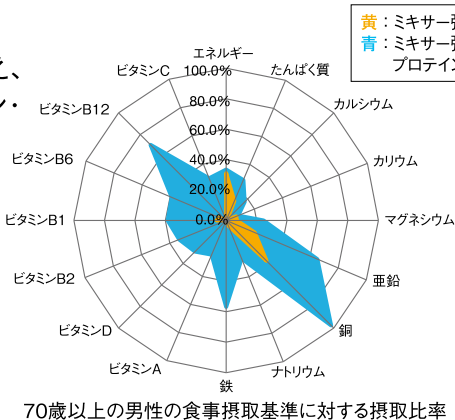 え、
ン・
黄：ミキサー張
青：ミキサー張
プロテイン
エネルギー
たんぱく質
カルシウム
カリウム
マグネシウム
亜鉛
銅
ナトリウム
鉄
ビタミンA
ビタミンD
ビタミンB2
ビタミンB1
ビタミンB6
ビタミンB12
ビタミンC
100.0%
80.0%
60.0%
40.0%
20.0%
0.0%
70歳以上の男性の食事摂取基準に対する摂取比率